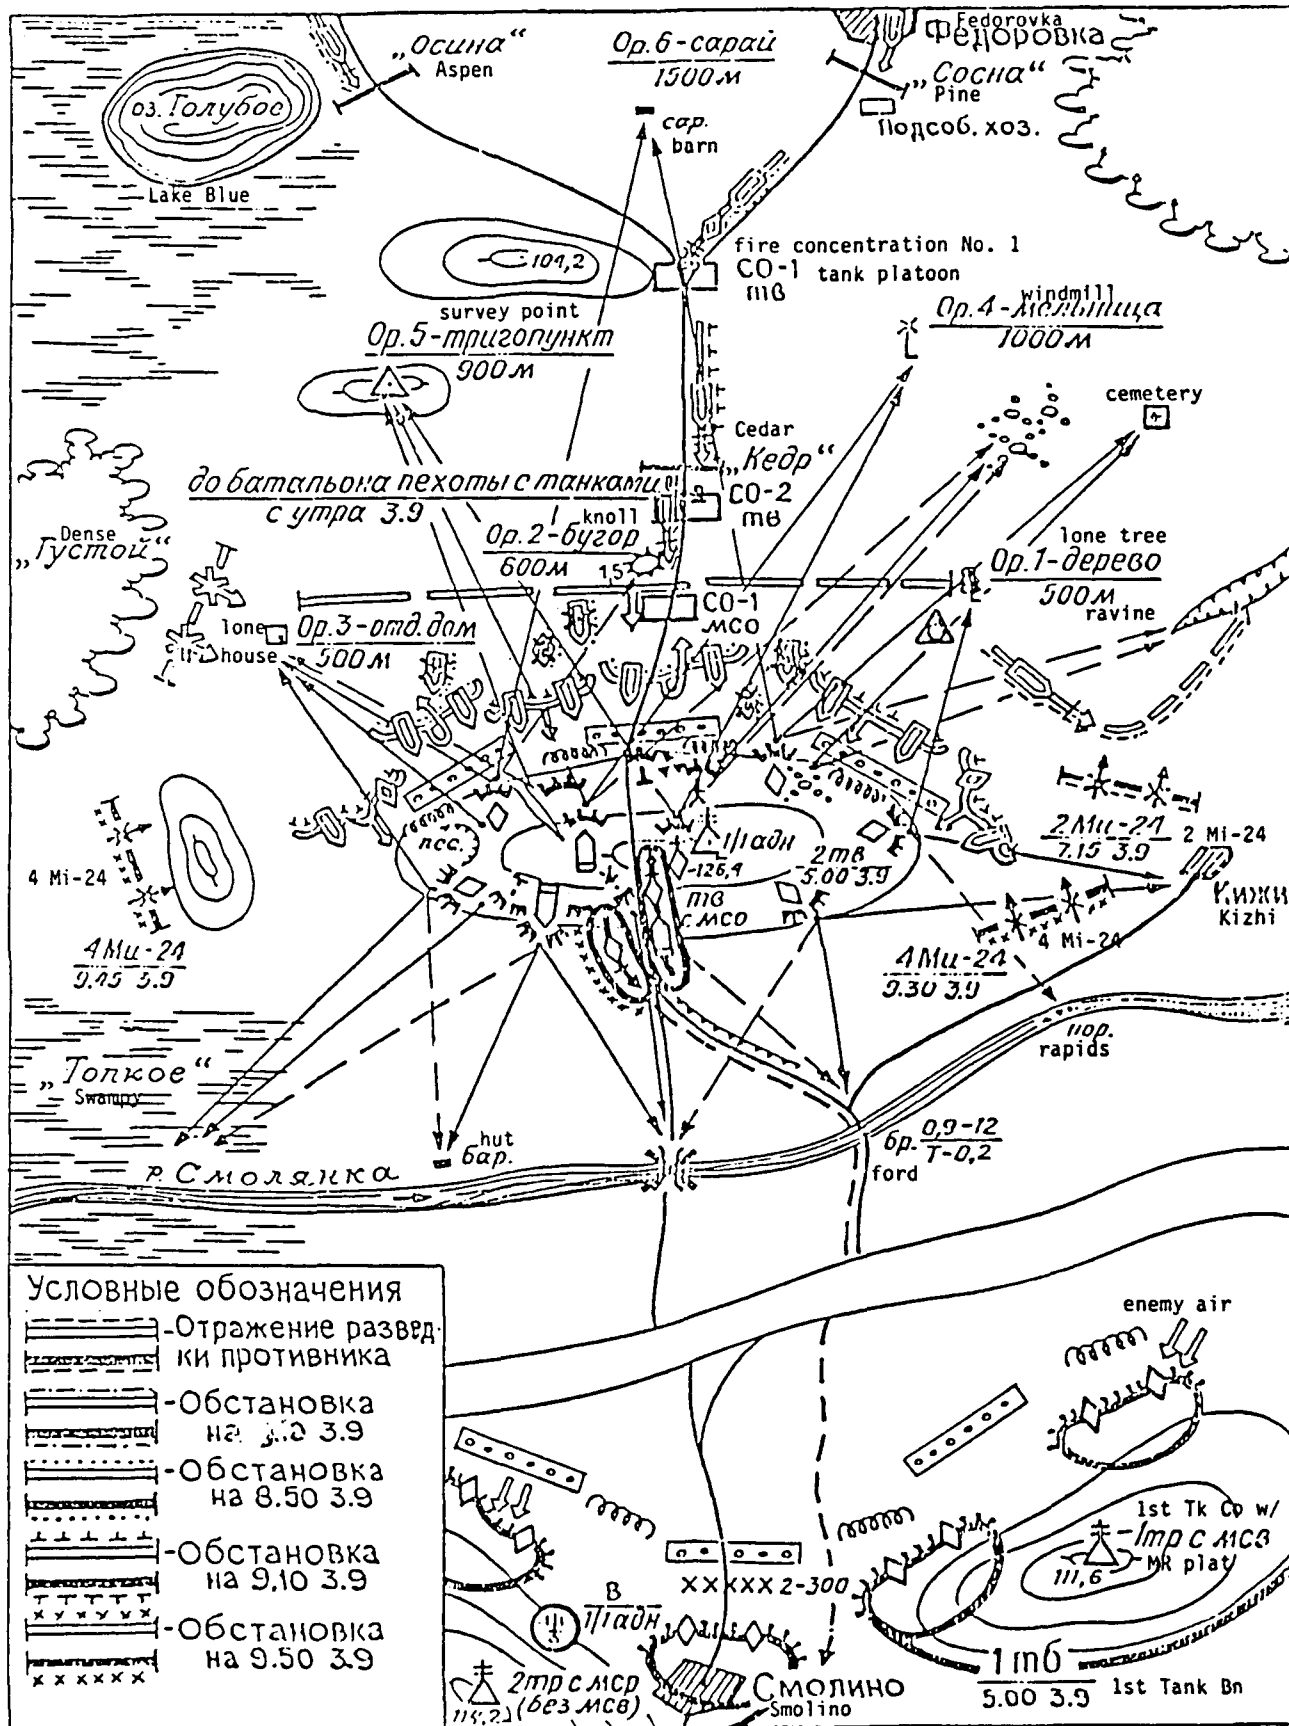 „Осина“
Aspen
Ор.6-сарай
1500м
Fedorovka
Федоровка
„Сосна“
Pine
Подсоб. хоз.
оз. Голубое
Lake Blue
сар.
barn
104,2
fire concentration No. 1
СО-1 tank platoon
тв
survey point
Ор.5-тригопункт
900м
windmill
Ор.4-мельница
1000м
cemetery
Cedar
„Кедр“
до батальона пехоты с танками
с утра 3.9
СО-2
тв
Dense
„Густой“
knoll
Ор.2-бугор
600м
1,5
lone tree
Ор.1-дерево
500м
ravine
lone
house
Ор.3-отд.дом
500м
СО-1
мсо
псс.
1/1адн
126,4
2тв
5.00 3.9
тв
с мсо
4 Mi-24
4Ми-24
9.45 3.9
2Ми-24
7.15 3.9
2 Mi-24
Кижи
Kizhi
4 Mi-24
4Ми-24
9.30 3.9
пор.
rapids
„Топкое“
Swampy
hut
бар.
р. Смолянка
бр. 0,9-12
Т-0,2
ford
Условные обозначения
-Отражение развед-
ки противника
-Обстановка
на 3.9
-Обстановка
на 8.50 3.9
-Обстановка
на 9.10 3.9
-Обстановка
на 9.50 3.9
enemy air
1st Tk Co w/
1тр с мсв
MR plat
111,6
2-300
В
1/1адн
2тр с мср
(без мсв)
Смолино
Smolino
1тб
5.00 3.9
1st Tank Bn